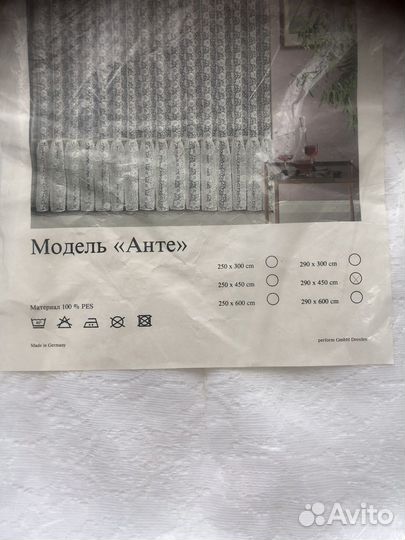 Модель «Анте»
250 x 300 cm
290 x 300 cm
250 x 450 cm
290 x 450 cm
250 x 600 cm
290 x 600 cm
Материал 100 % PES
Made in Germany
perform GmbH Dresden
Avito